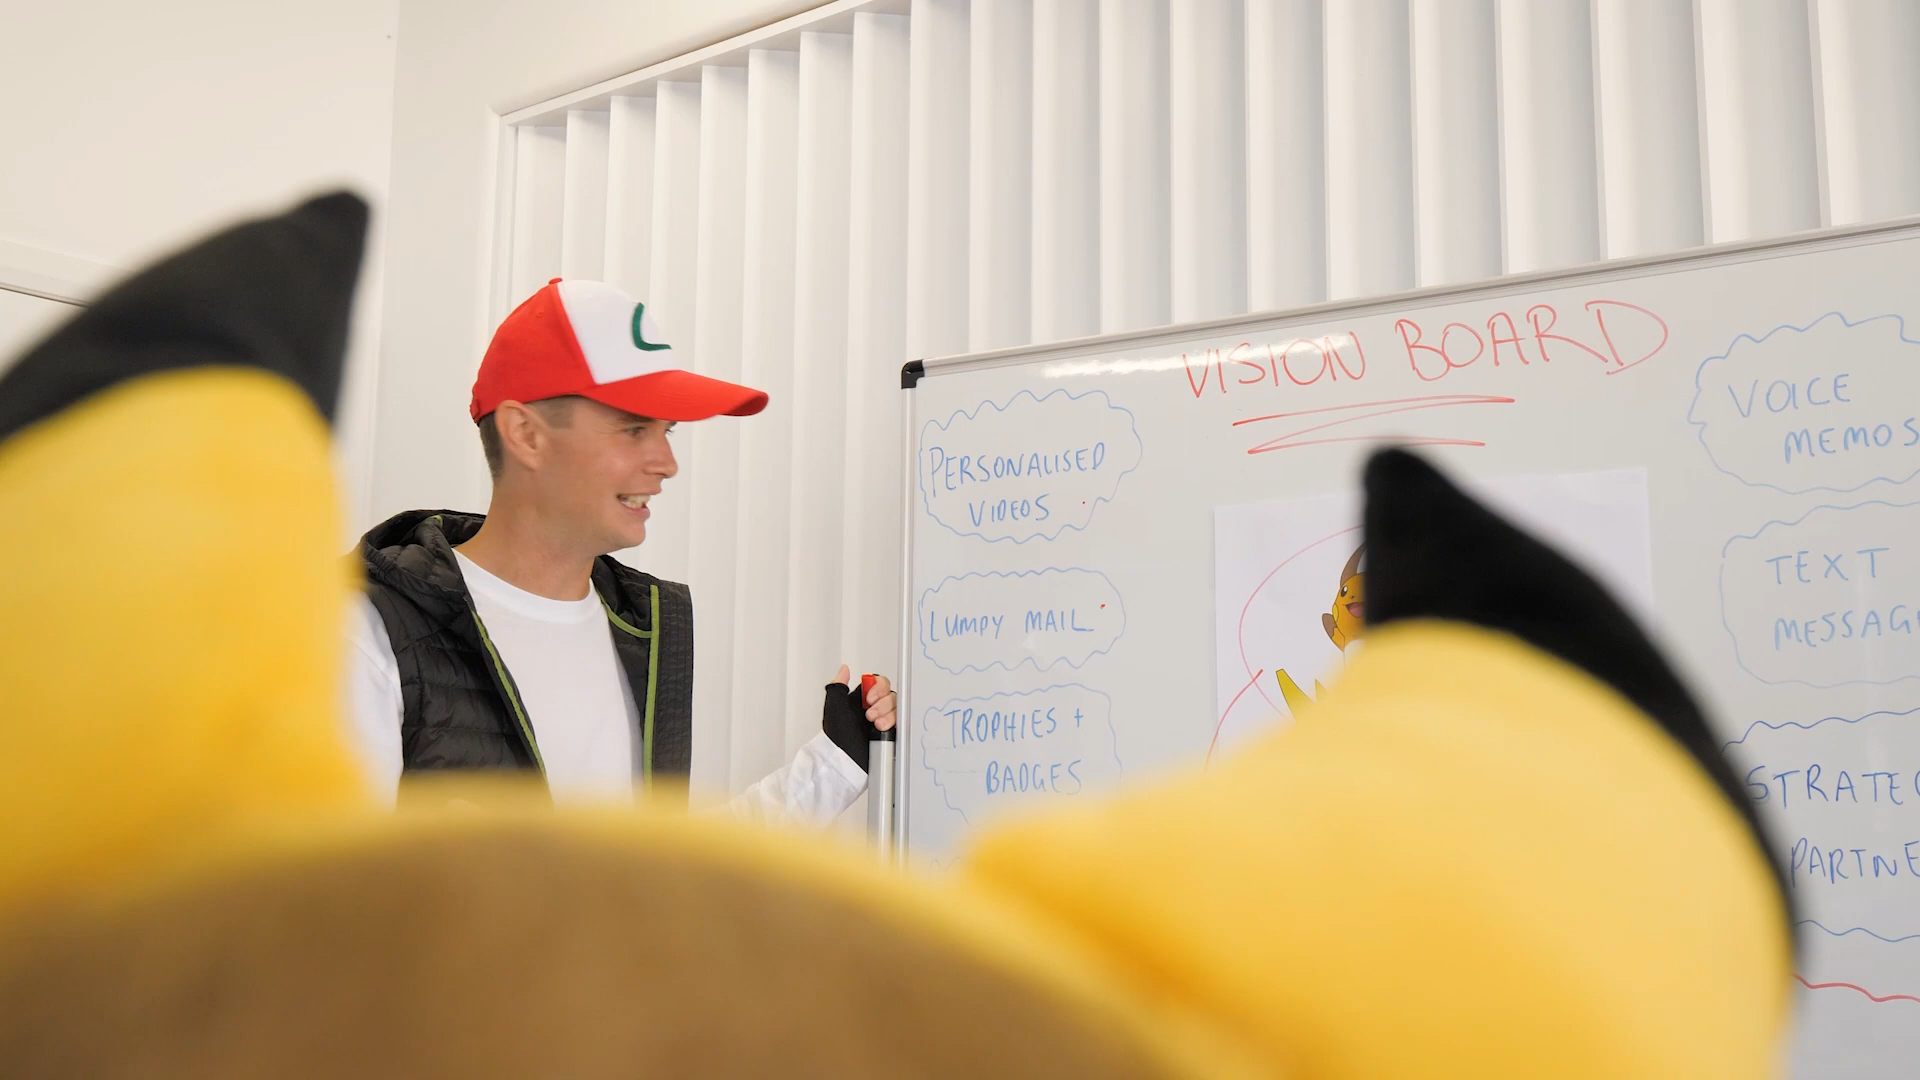 VISION BOARD
PERSONALISED
VIDEOS
LUMPY MAIL
TROPHIES +
BADGES
VOICE
MEMOS
TEXT